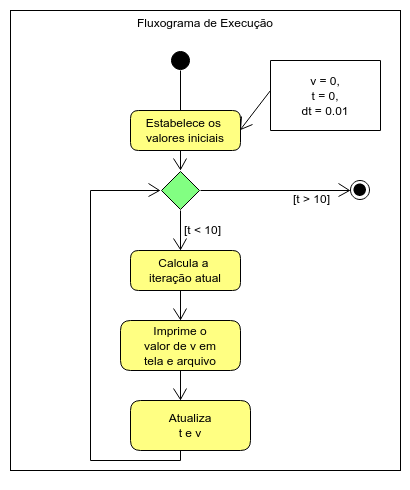 Fluxograma de Execução
v = 0,
t = 0,
dt = 0.01
Estabelece os
valores iniciais
[t > 10]
[t < 10]
Calcula a
iteração atual
Imprime o
valor de v em
tela e arquivo
Atualiza
t e v